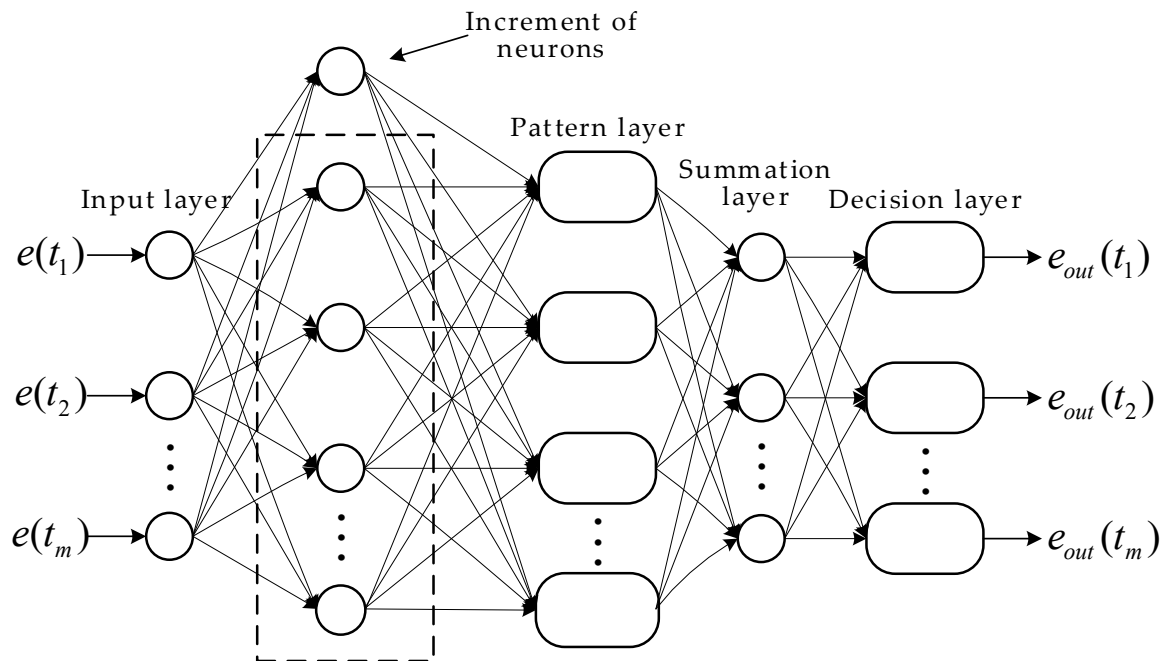 Increment of
neurons
Pattern layer
Summation
layer
Input layer
Decision layer
e(t₁)
e(t₂)
e(tₘ)
eₒᵤₜ(t₁)
eₒᵤₜ(t₂)
eₒᵤₜ(tₘ)